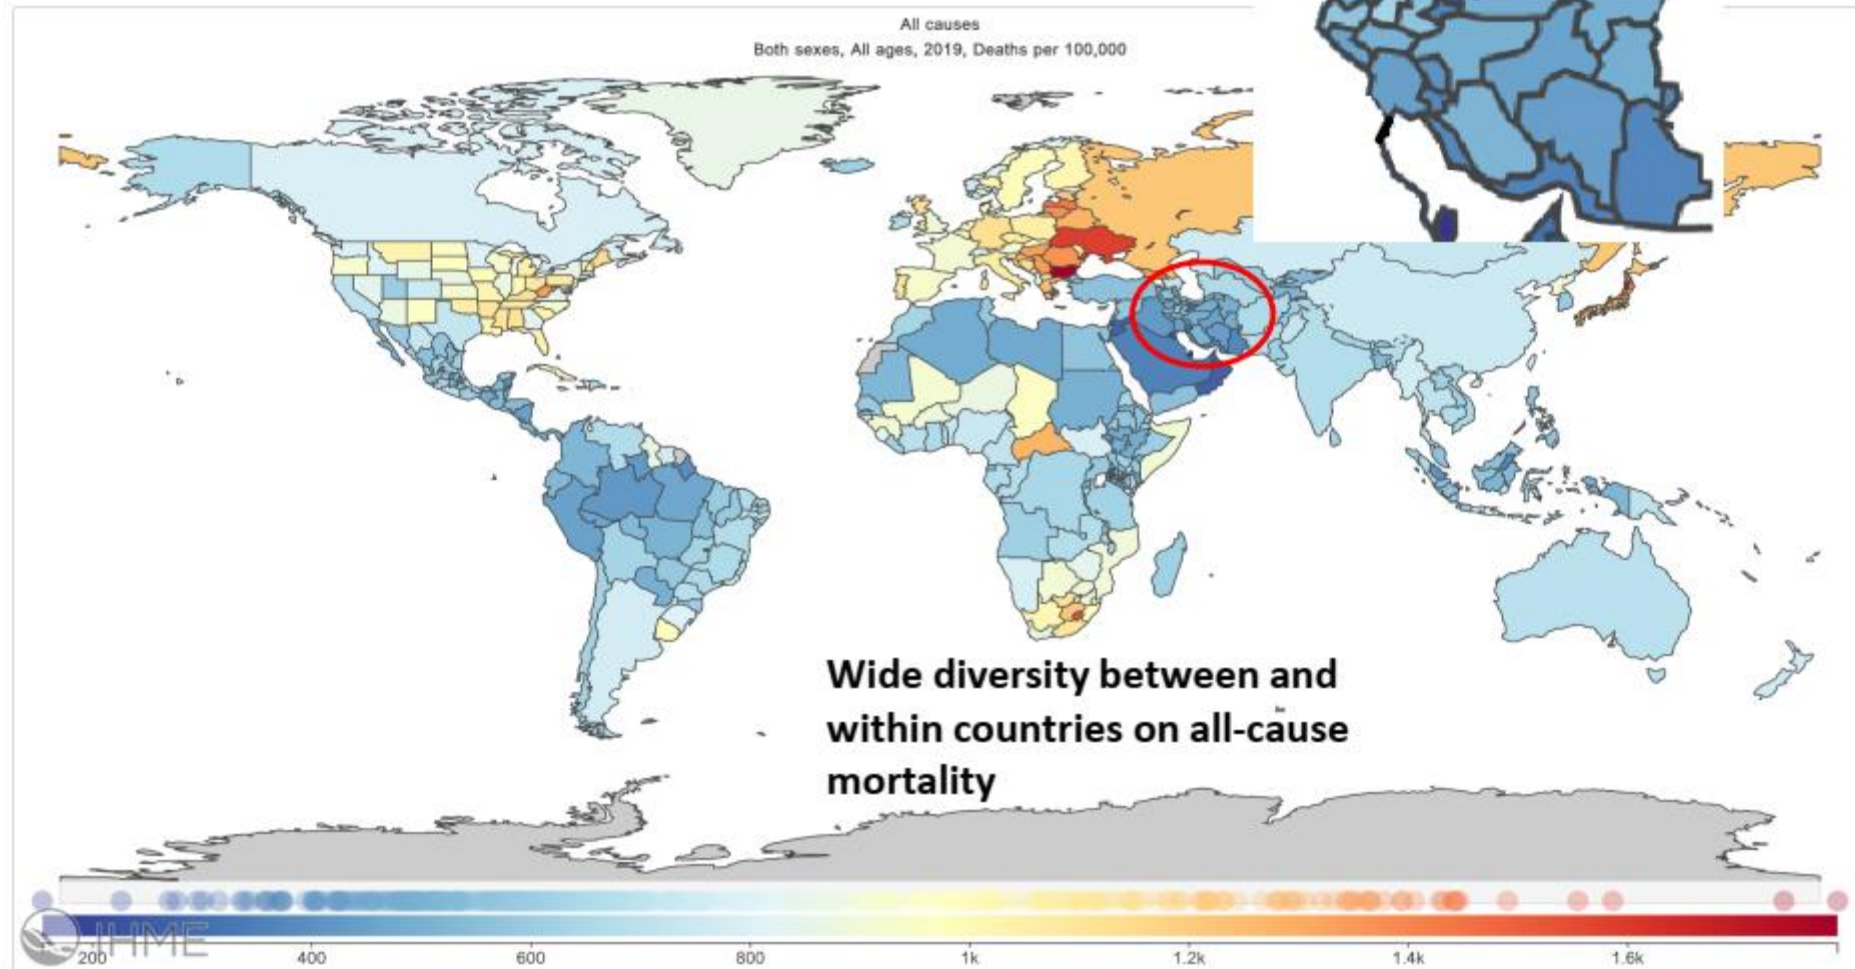 All causes
Both sexes, All ages, 2019, Deaths per 100,000
Wide diversity between and
within countries on all-cause
mortality
IHME
200 400 600 800 1k 1.2k 1.4k 1.6k